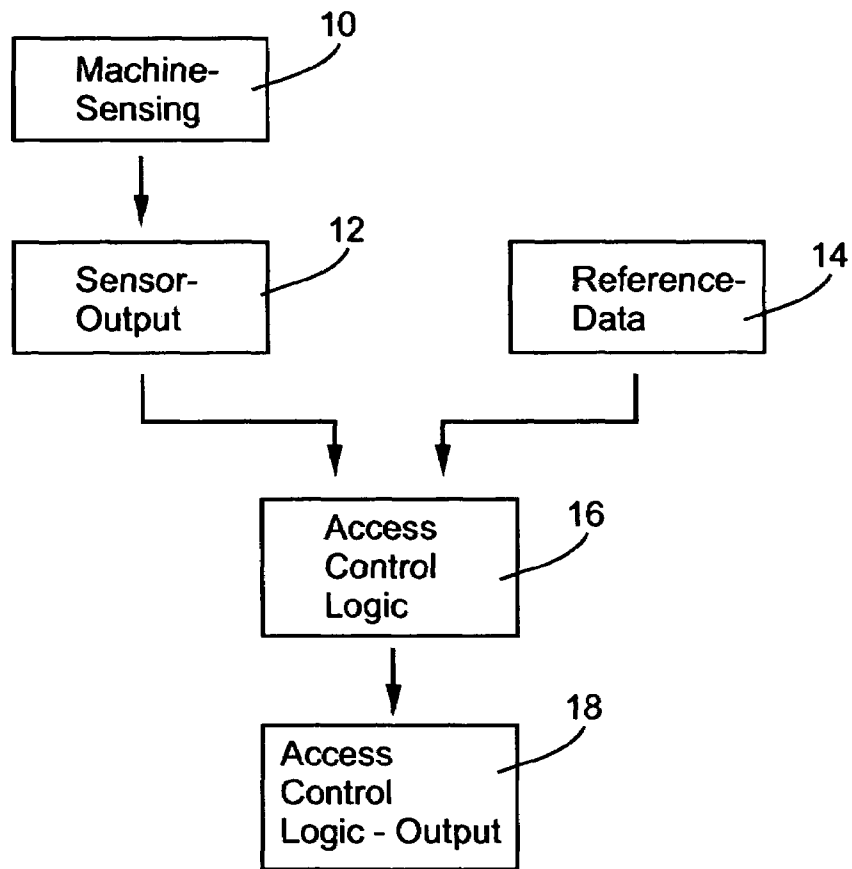 10
Machine-
Sensing
12
Sensor-
Output
14
Reference-
Data
16
Access
Control
Logic
18
Access
Control
Logic - Output